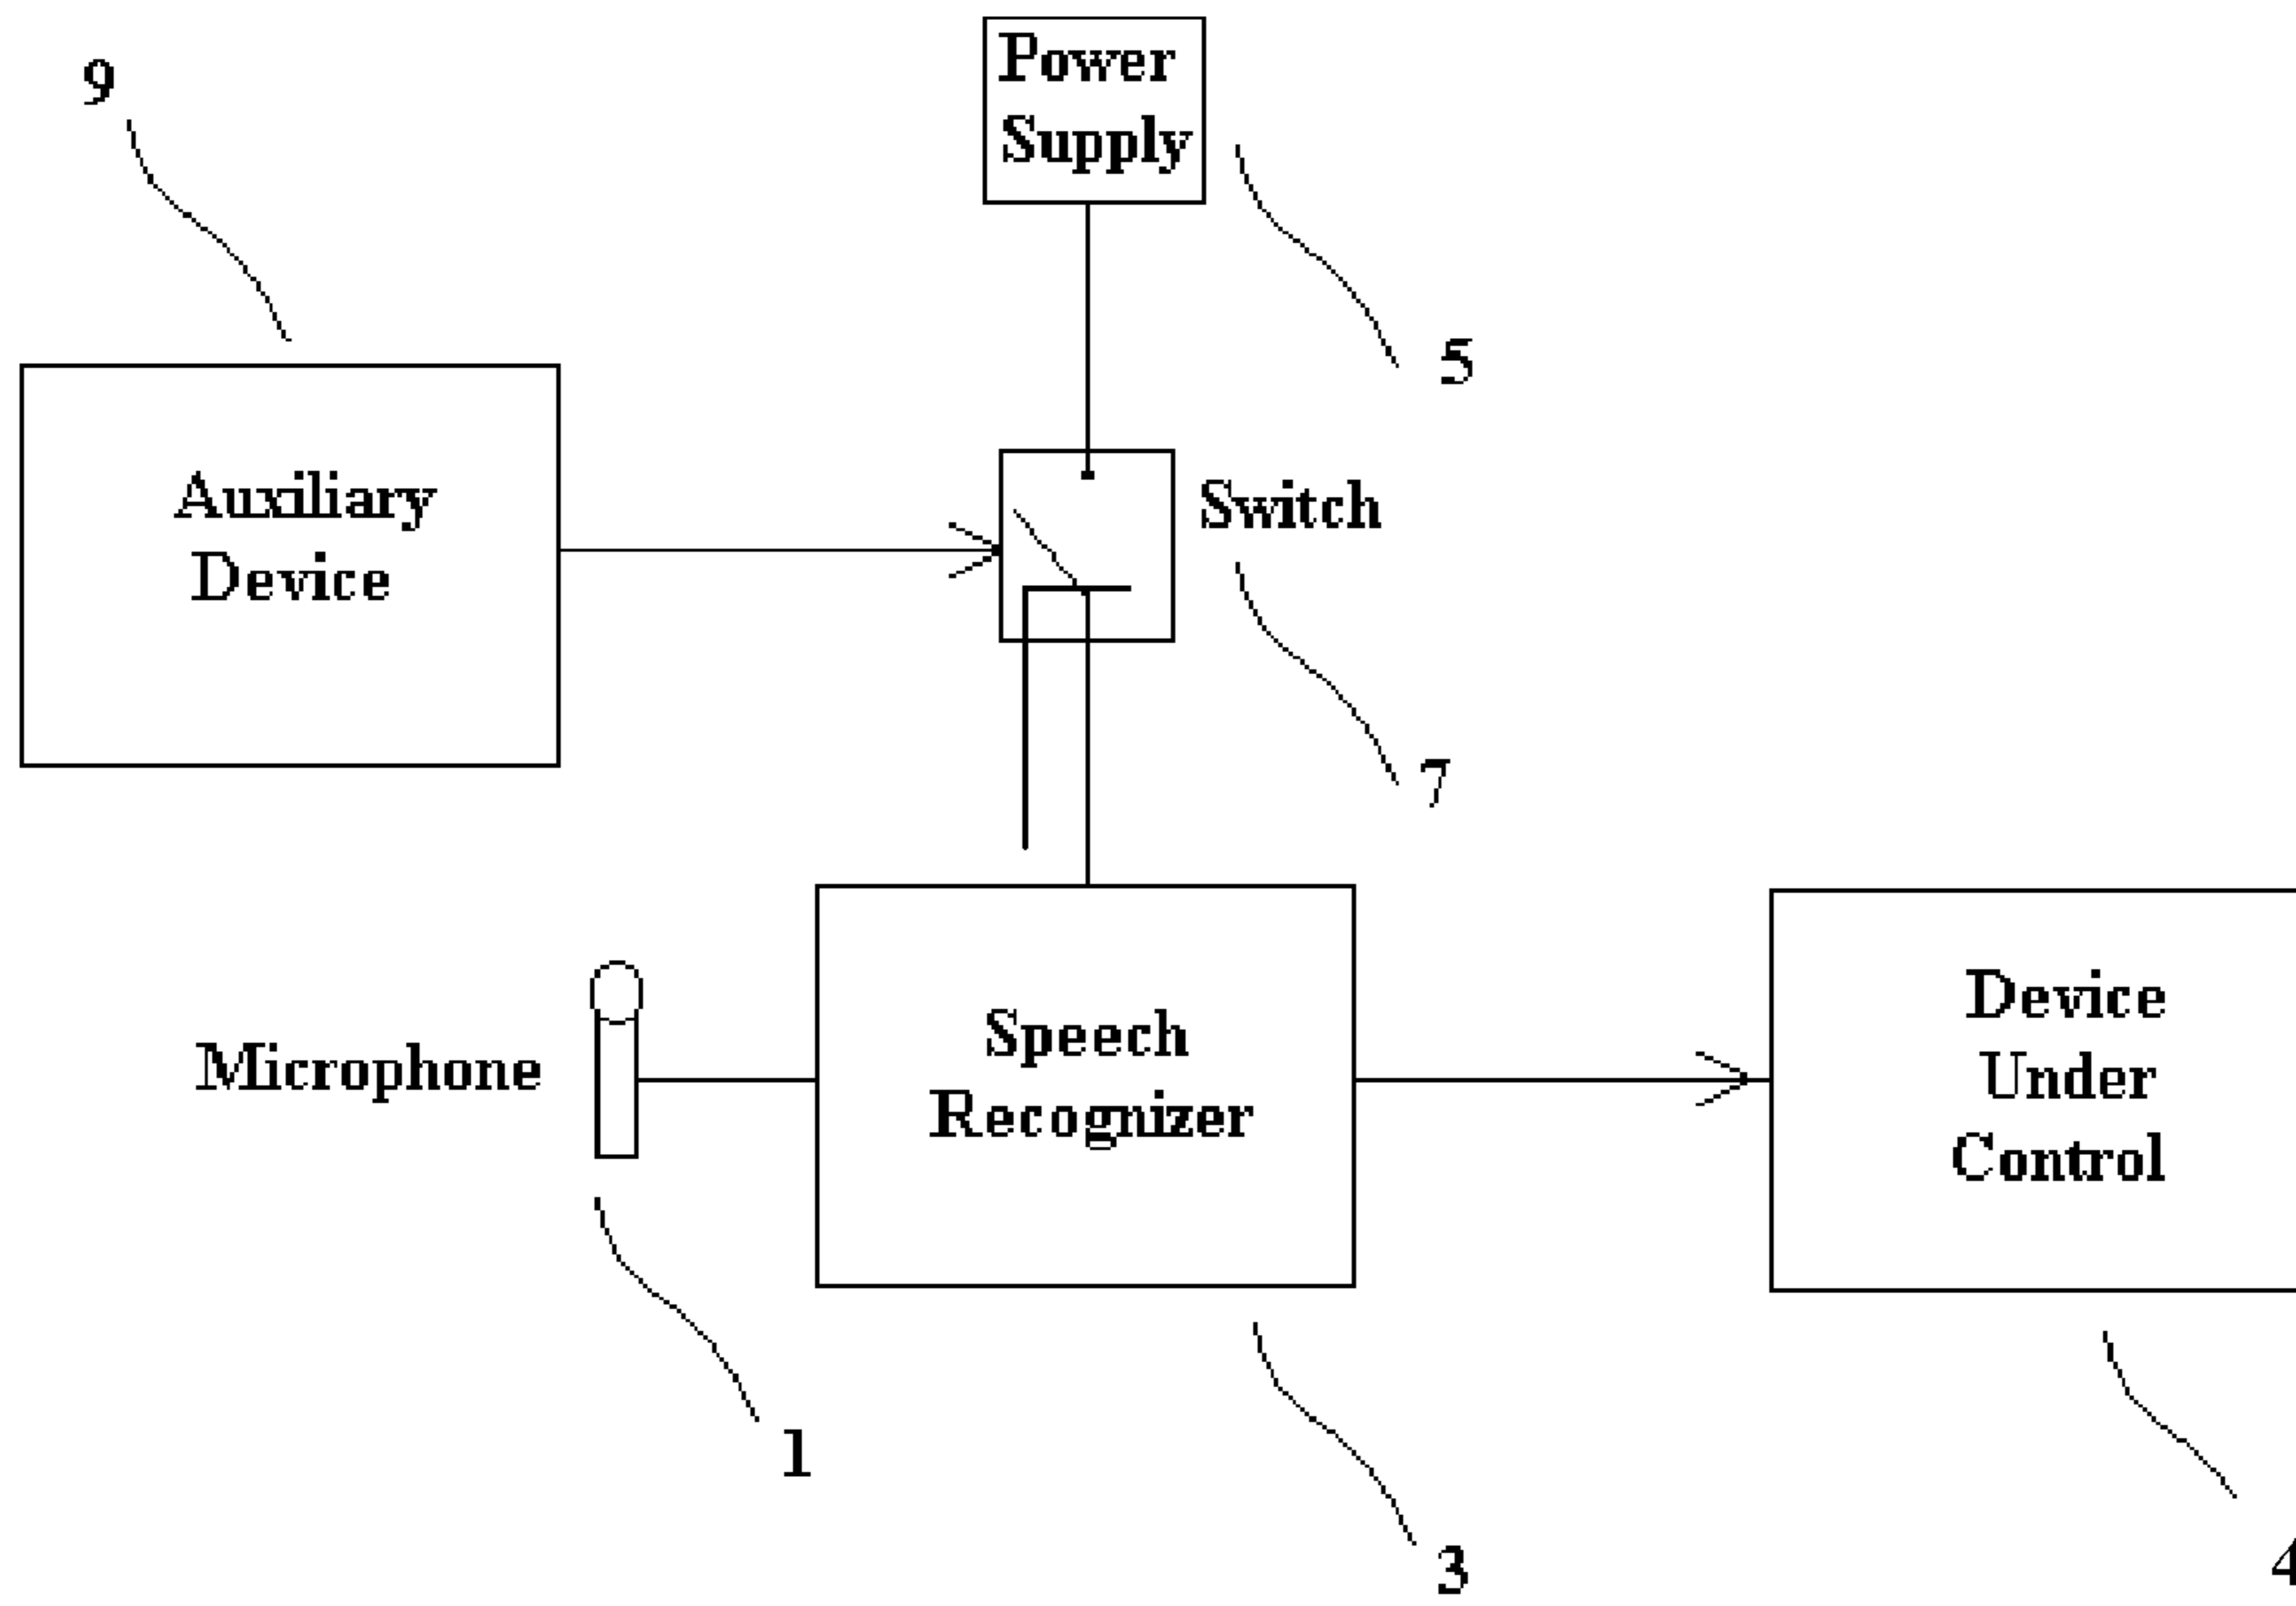 9
Power
Supply
5
Auxiliary
Device
Switch
7
Microphone
Speech
Recognizer
Device
Under
Control
1
3
4